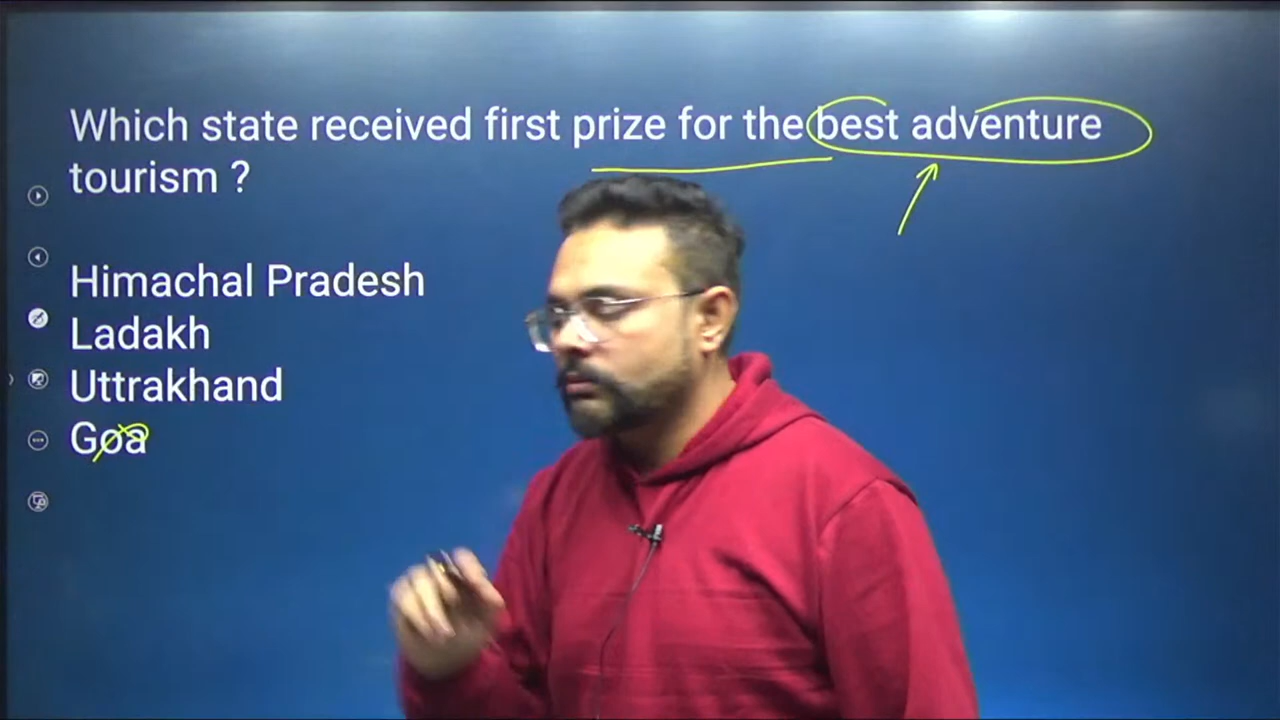 Which state received first prize for the best adventure
tourism ?
Himachal Pradesh
Ladakh
Uttrakhand
Goa